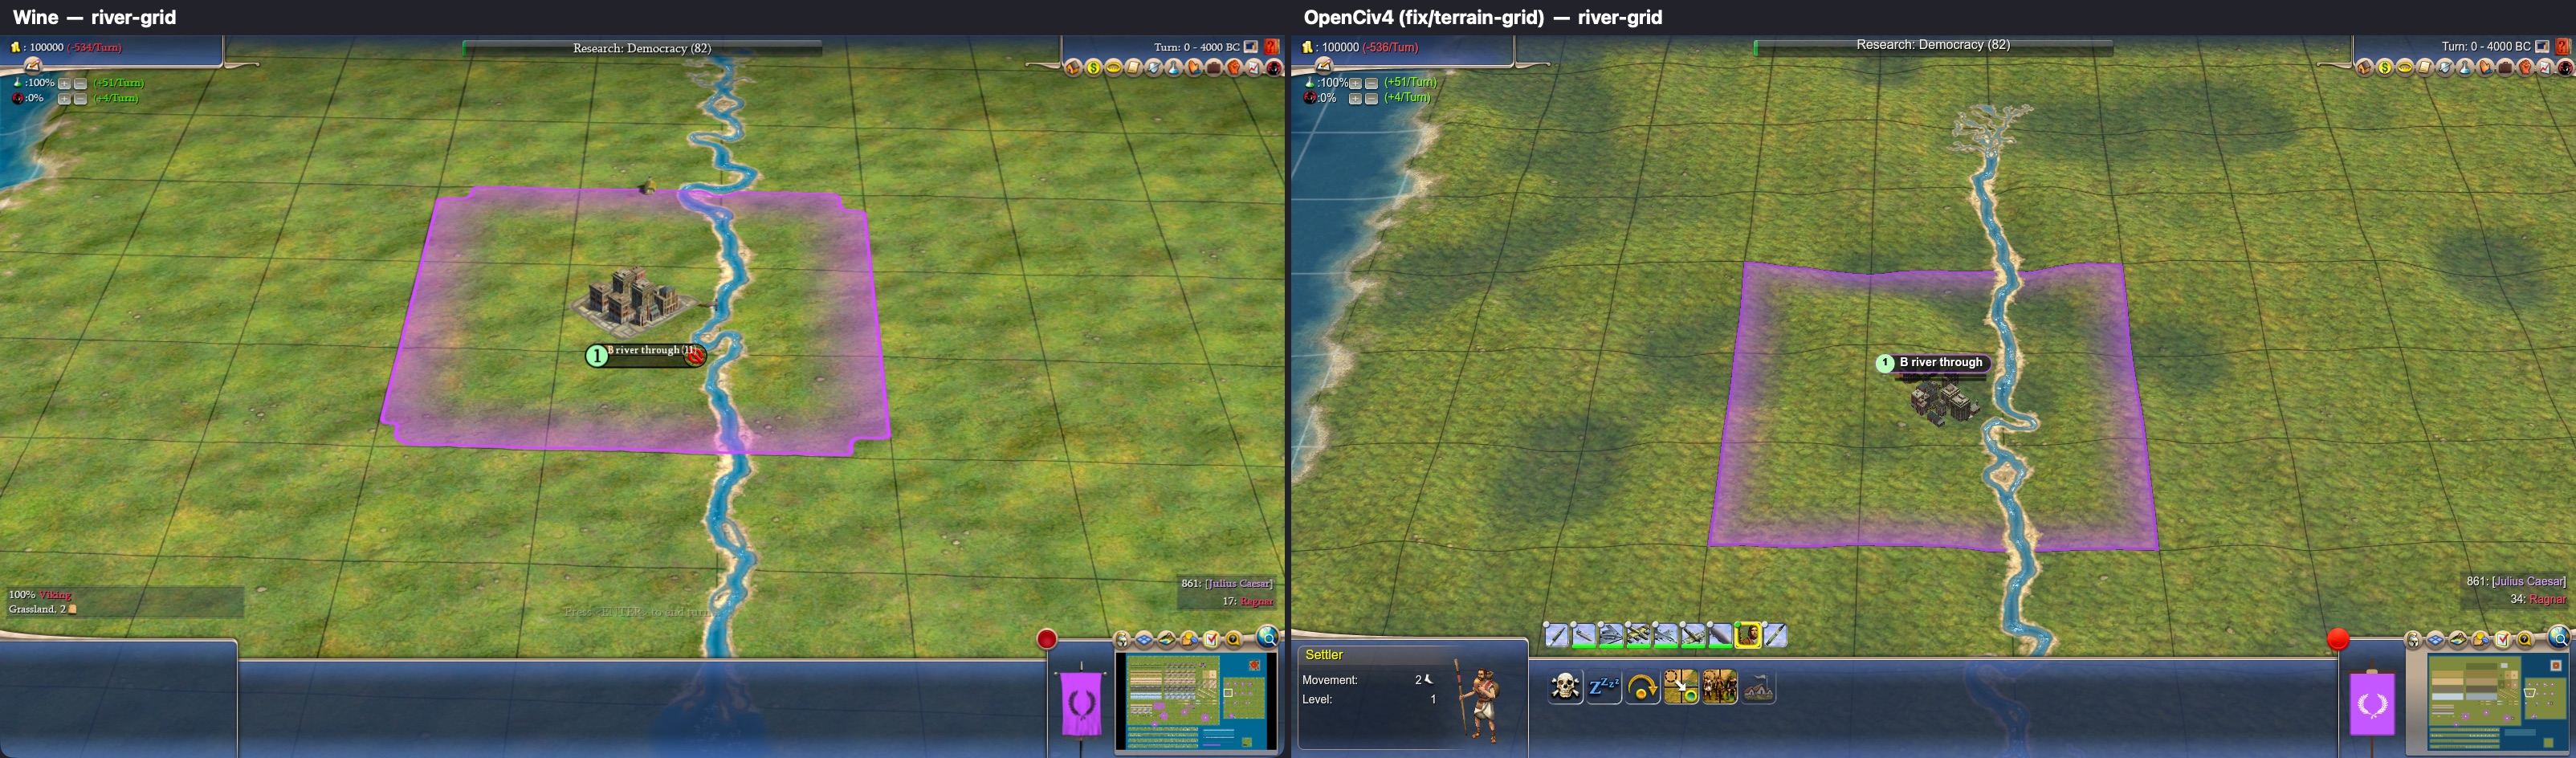 Wine — river-grid
: 100000 (-534/Turn)
Research: Democracy (82)
Turn: 0 - 4000 BC
:100% (+51/Turn)
:0% (+4/Turn)
1 B river through (11)
100% Viking
Grassland, 2
Press <ENTER> to end turn
861: [Julius Caesar]
17: Ragnar
OpenCiv4 (fix/terrain-grid) — river-grid
: 100000 (-536/Turn)
Research: Democracy (82)
Turn: 0 - 4000 BC
:100% (+51/Turn)
:0% (+4/Turn)
1 B river through
861: [Julius Caesar]
34: Ragnar
Settler
Movement: 2
Level: 1